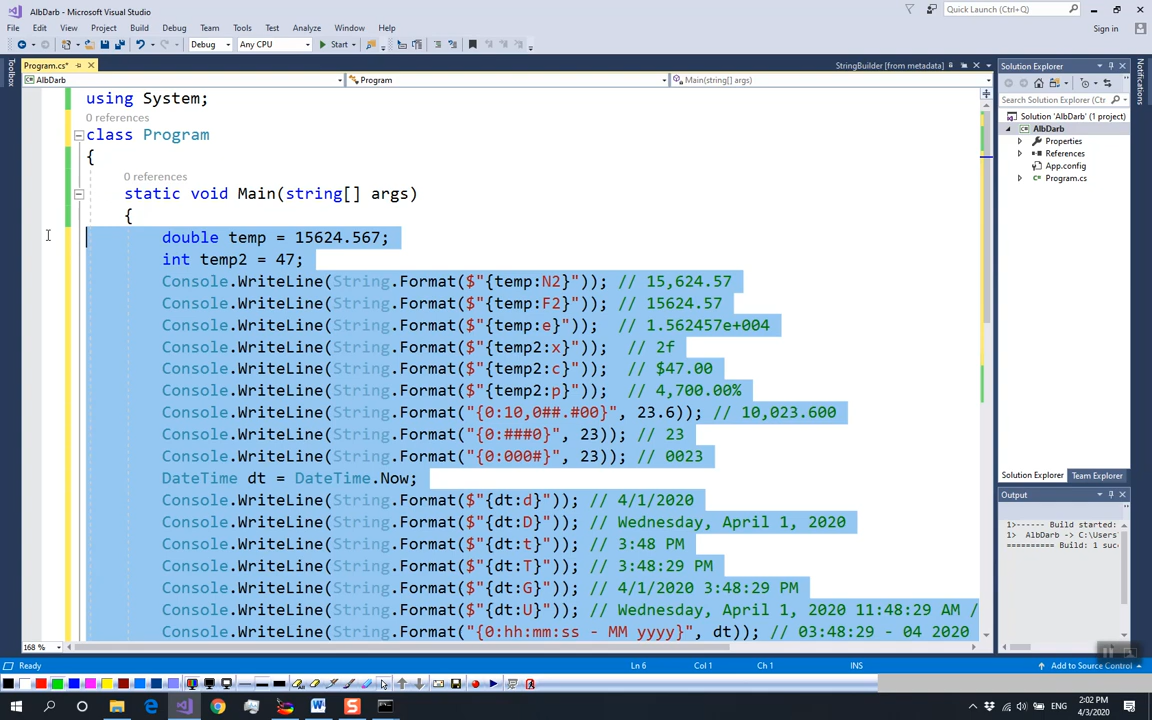 AlbDarb - Microsoft Visual Studio
Quick Launch (Ctrl+Q)
File Edit View Project Build Debug Team Tools Test Analyze Window Help
Sign in
Debug Any CPU Start
Program.cs* StringBuilder [from metadata]
AlbDarb Program Main(string[] args)
Toolbox
Notifications
using System;
0 references
class Program
{
0 references
static void Main(string[] args)
{
double temp = 15624.567;
int temp2 = 47;
Console.WriteLine(String.Format($"{temp:N2}")); // 15,624.57
Console.WriteLine(String.Format($"{temp:F2}")); // 15624.57
Console.WriteLine(String.Format($"{temp:e}"));  // 1.562457e+004
Console.WriteLine(String.Format($"{temp2:x}"));  // 2f
Console.WriteLine(String.Format($"{temp2:c}"));  // $47.00
Console.WriteLine(String.Format($"{temp2:p}"));  // 4,700.00%
Console.WriteLine(String.Format("{0:10,0##.#00}", 23.6)); // 10,023.600
Console.WriteLine(String.Format("{0:###0}", 23)); // 23
Console.WriteLine(String.Format("{0:000#}", 23)); // 0023
DateTime dt = DateTime.Now;
Console.WriteLine(String.Format($"{dt:d}")); // 4/1/2020
Console.WriteLine(String.Format($"{dt:D}")); // Wednesday, April 1, 2020
Console.WriteLine(String.Format($"{dt:t}")); // 3:48 PM
Console.WriteLine(String.Format($"{dt:T}")); // 3:48:29 PM
Console.WriteLine(String.Format($"{dt:G}")); // 4/1/2020 3:48:29 PM
Console.WriteLine(String.Format($"{dt:U}")); // Wednesday, April 1, 2020 11:48:29 AM /
Console.WriteLine(String.Format("{0:hh:mm:ss - MM yyyy}", dt)); // 03:48:29 - 04 2020
Solution Explorer
Search Solution Explorer (Ctr
Solution 'AlbDarb' (1 project)
AlbDarb
Properties
References
App.config
Program.cs
Solution Explorer Team Explorer
Output
1>------ Build started:
1>  AlbDarb -> C:\Users
========== Build: 1 suc
168 %
Ready Ln 6 Col 1 Ch 1 INS Add to Source Control
ENG 2:02 PM
4/3/2020